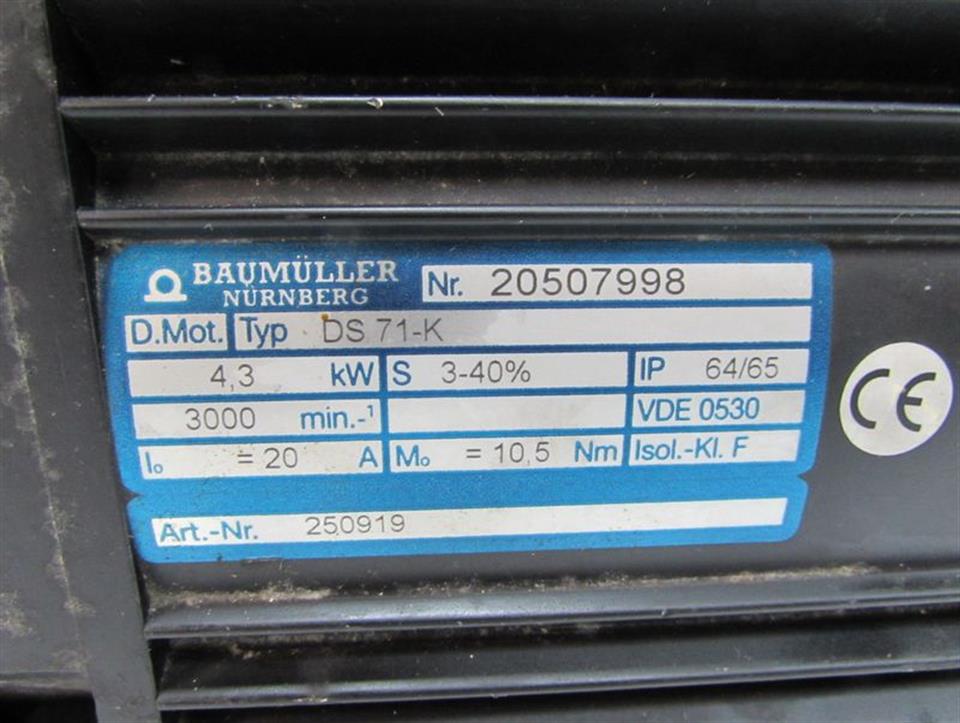 BAUMÜLLER
NÜRNBERG
Nr. 20507998
D.Mot. Typ DS 71-K
4,3 kW S 3-40% IP 64/65
3000 min.-¹ VDE 0530
I₀ = 20 A M₀ = 10,5 Nm Isol.-Kl. F
Art.-Nr. 250919
CE